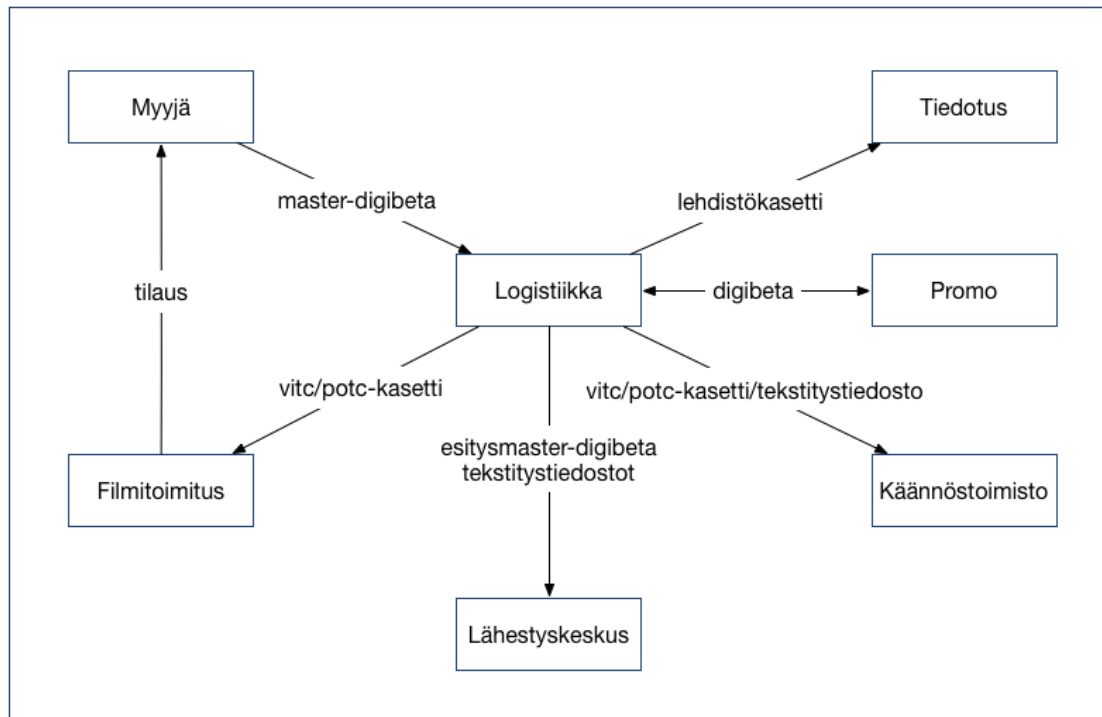 Myyjä
Tiedotus
master-digibeta
lehdistökasetti
tilaus
Logistiikka
digibeta
Promo
vitc/potc-kasetti
vitc/potc-kasetti/tekstitystiedosto
esitysmaster-digibeta
tekstitystiedostot
Filmitoimitus
Käännöstoimisto
Lähestyskeskus